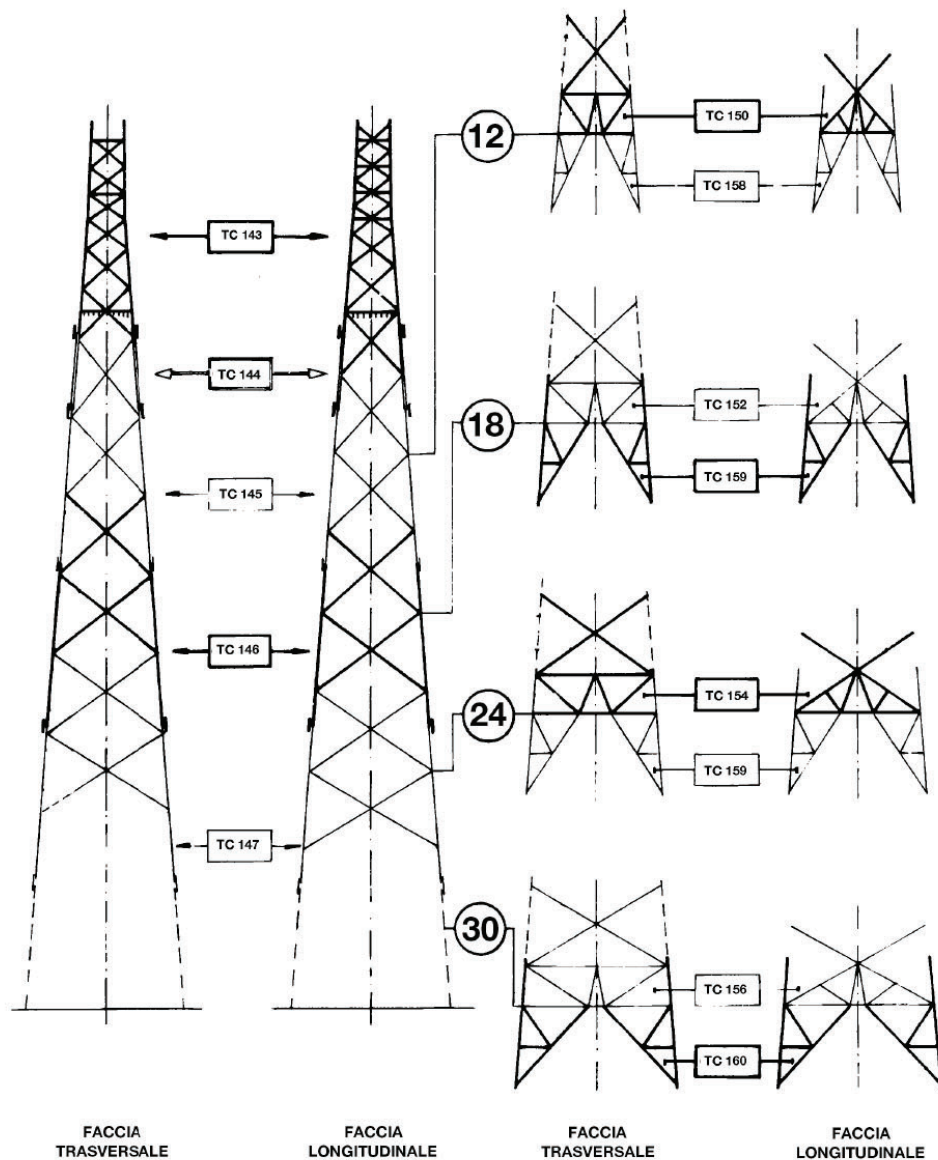 12
TC 150
TC 158
TC 143
TC 144
18
TC 152
TC 145
TC 159
TC 146
24
TC 154
TC 159
TC 147
30
TC 156
TC 160
FACCIA
TRASVERSALE
FACCIA
LONGITUDINALE
FACCIA
TRASVERSALE
FACCIA
LONGITUDINALE